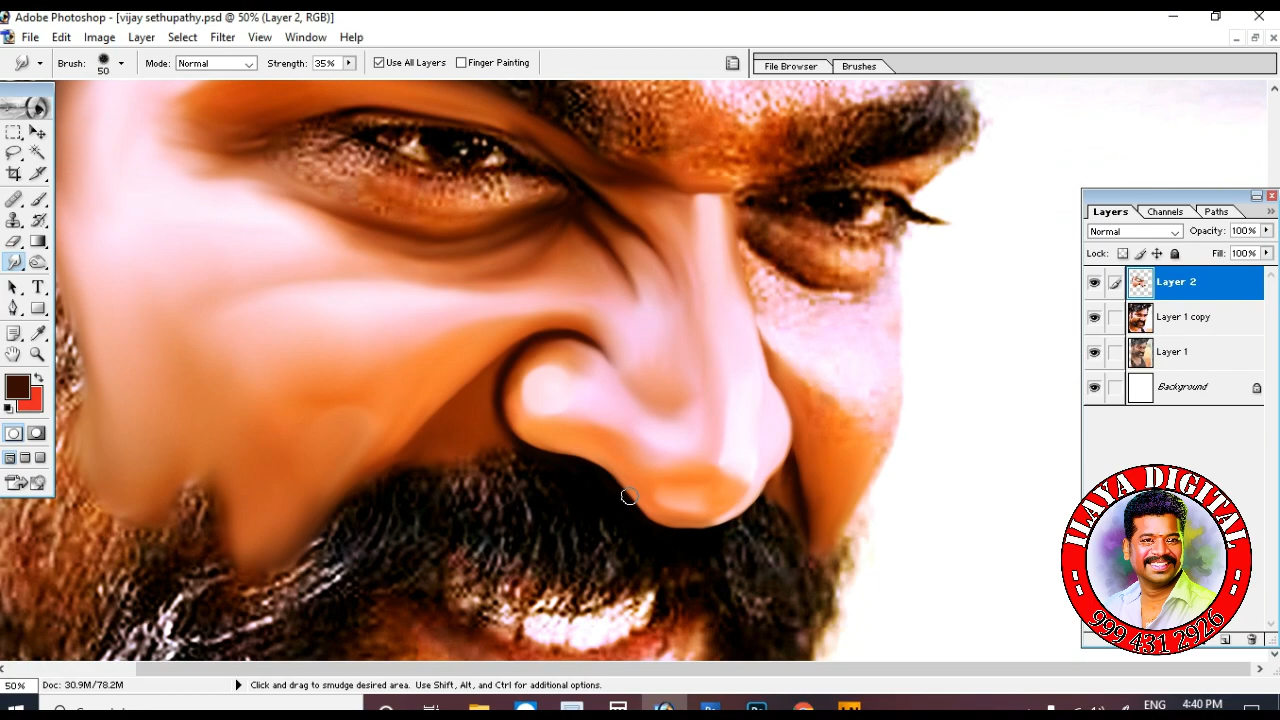 Adobe Photoshop - [vijay sethupathy.psd @ 50% (Layer 2, RGB)]
File Edit Image Layer Select Filter View Window Help
Brush: 50 Mode: Normal Strength: 35% Use All Layers Finger Painting File Browser Brushes
Layers Channels Paths
Normal Opacity: 100%
Lock: Fill: 100%
Layer 2
Layer 1 copy
Layer 1
Background
ILAYA DIGITAL
999 431 2926
50% Doc: 30.9M/78.2M Click and drag to smudge desired area. Use Shift, Alt, and Ctrl for additional options.
ENG 4:40 PM